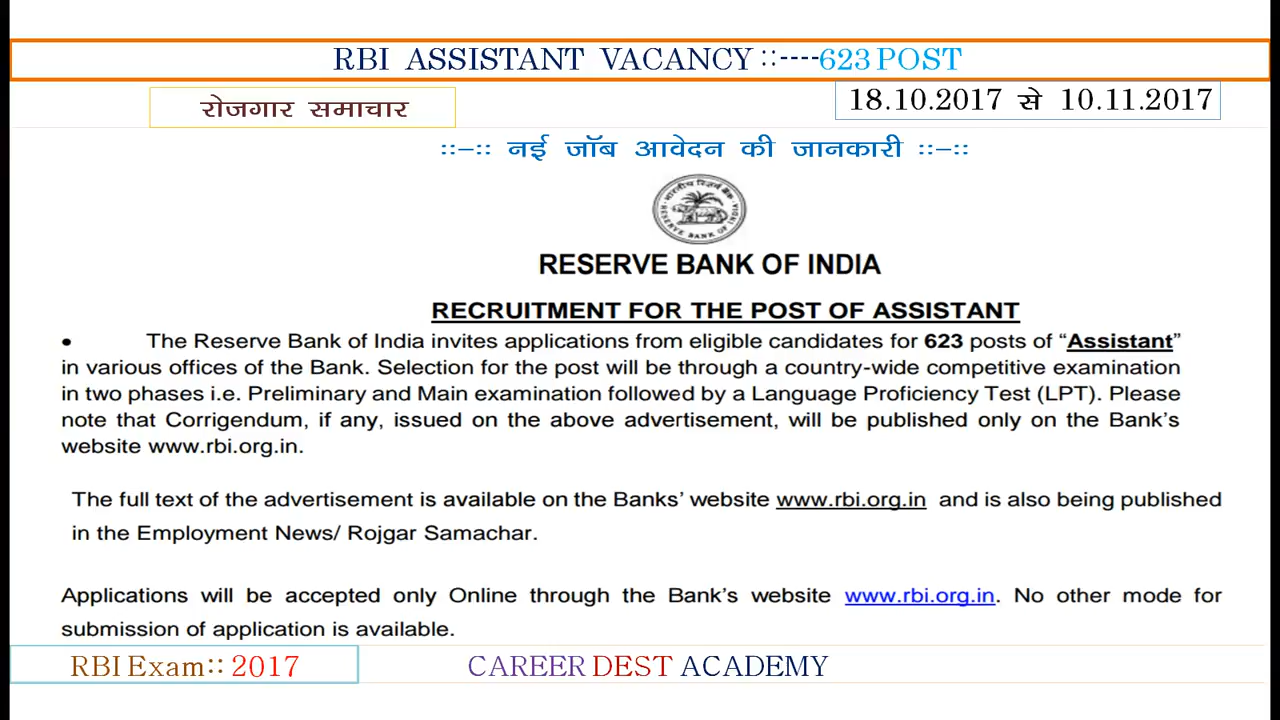 RBI ASSISTANT VACANCY ::----623 POST
रोजगार समाचार
18.10.2017 से 10.11.2017
::–:: नई जॉब आवेदन की जानकारी ::–::
भारतीय रिज़र्व बैंक
RESERVE BANK OF INDIA
RESERVE BANK OF INDIA
RECRUITMENT FOR THE POST OF ASSISTANT
• The Reserve Bank of India invites applications from eligible candidates for 623 posts of “Assistant”
in various offices of the Bank. Selection for the post will be through a country-wide competitive examination
in two phases i.e. Preliminary and Main examination followed by a Language Proficiency Test (LPT). Please
note that Corrigendum, if any, issued on the above advertisement, will be published only on the Bank’s
website www.rbi.org.in.
The full text of the advertisement is available on the Banks’ website www.rbi.org.in and is also being published
in the Employment News/ Rojgar Samachar.
Applications will be accepted only Online through the Bank’s website www.rbi.org.in. No other mode for
submission of application is available.
RBI Exam:: 2017
CAREER DEST ACADEMY